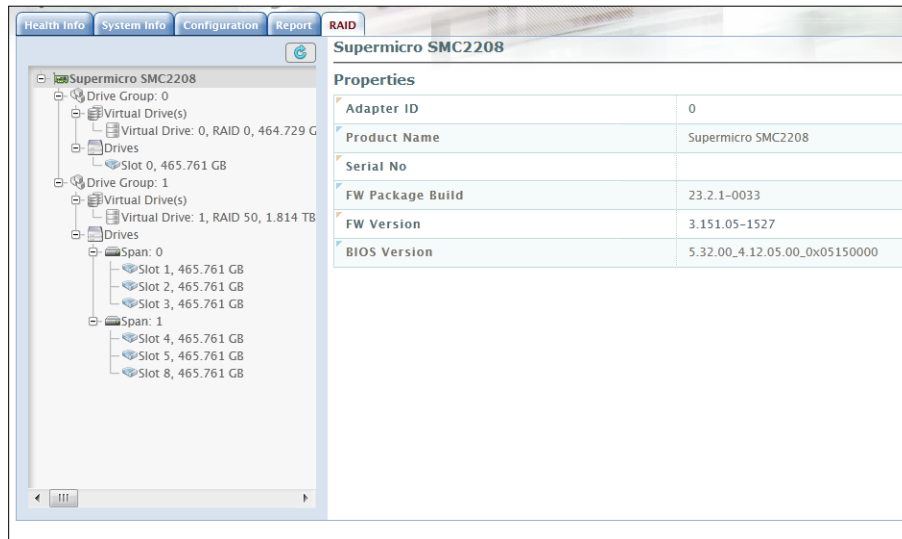 Health Info System Info Configuration Report RAID
Supermicro SMC2208
Drive Group: 0
Virtual Drive(s)
Virtual Drive: 0, RAID 0, 464.729 G
Drives
Slot 0, 465.761 GB
Drive Group: 1
Virtual Drive(s)
Virtual Drive: 1, RAID 50, 1.814 TB
Drives
Span: 0
Slot 1, 465.761 GB
Slot 2, 465.761 GB
Slot 3, 465.761 GB
Span: 1
Slot 4, 465.761 GB
Slot 5, 465.761 GB
Slot 8, 465.761 GB
Supermicro SMC2208
Properties
Adapter ID 0
Product Name Supermicro SMC2208
Serial No
FW Package Build 23.2.1-0033
FW Version 3.151.05-1527
BIOS Version 5.32.00_4.12.05.00_0x05150000